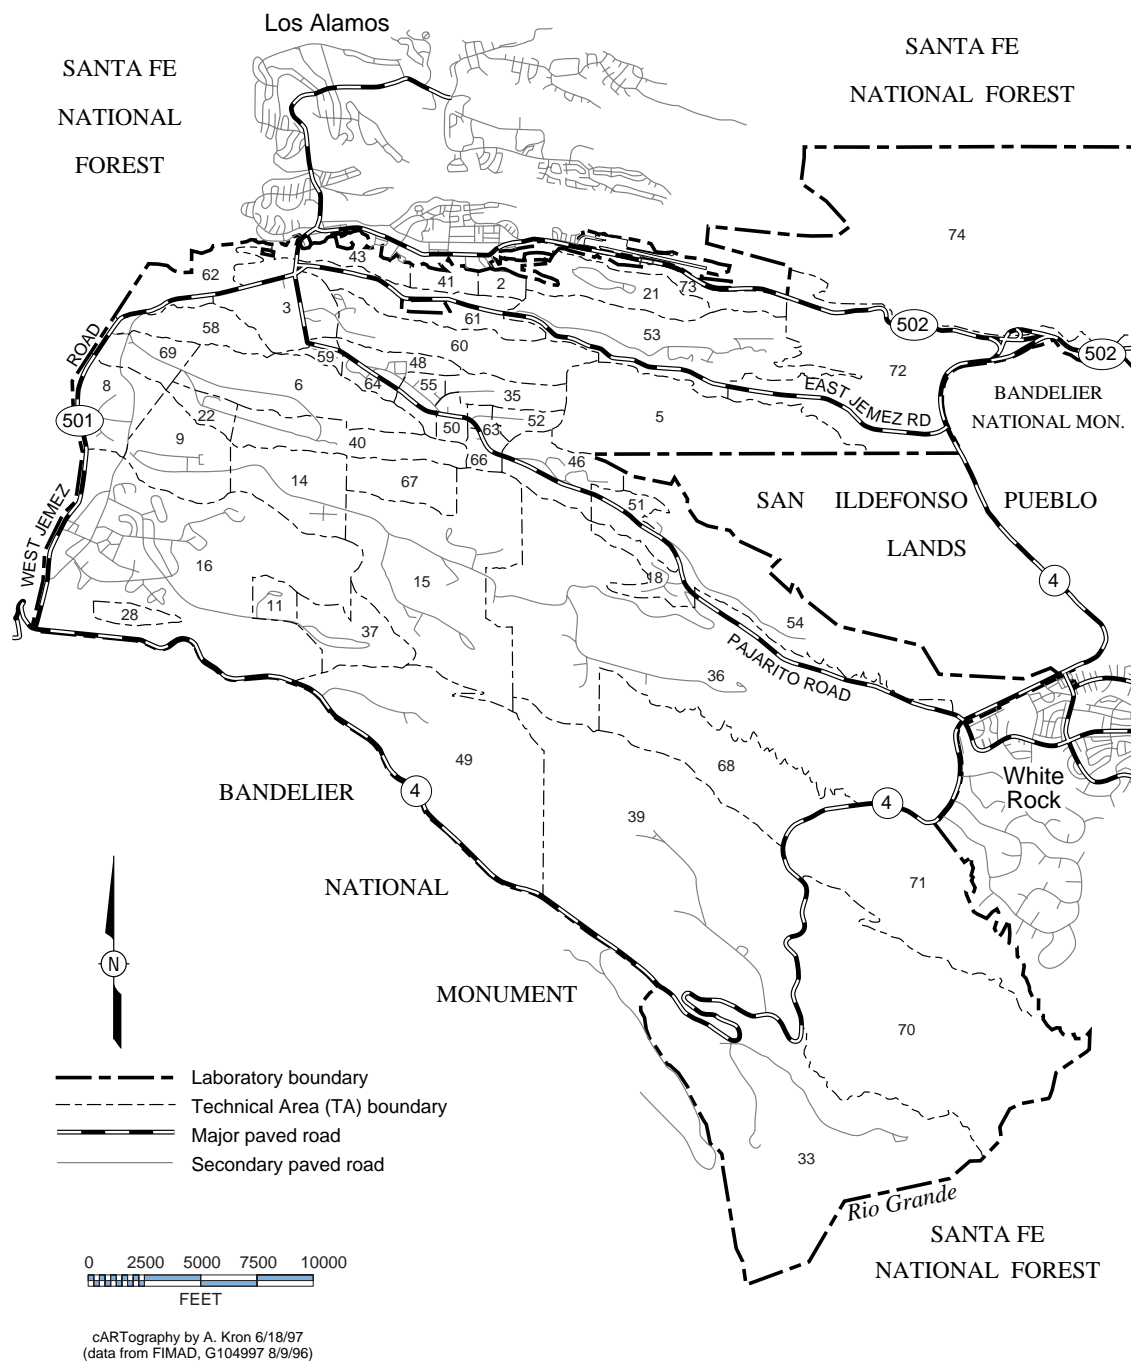 Los Alamos
SANTA FE
NATIONAL
FOREST
SANTA FE
NATIONAL FOREST
74
62
43
41
2
21
73
3
61
53
58
60
502
502
72
69
59
48
64
55
35
6
8
EAST JEMEZ RD
BANDELIER
NATIONAL MON.
ROAD
501
22
9
40
50
63
52
5
66
46
14
67
51
SAN ILDEFONSO PUEBLO
LANDS
WEST JEMEZ
16
15
18
4
11
28
37
54
PAJARITO ROAD
36
49
68
BANDELIER
4
4
White
Rock
39
NATIONAL
71
N
MONUMENT
70
33
Laboratory boundary
Technical Area (TA) boundary
Major paved road
Secondary paved road
Rio Grande
SANTA FE
NATIONAL FOREST
0 2500 5000 7500 10000
FEET
cARTography by A. Kron 6/18/97
(data from FIMAD, G104997 8/9/96)